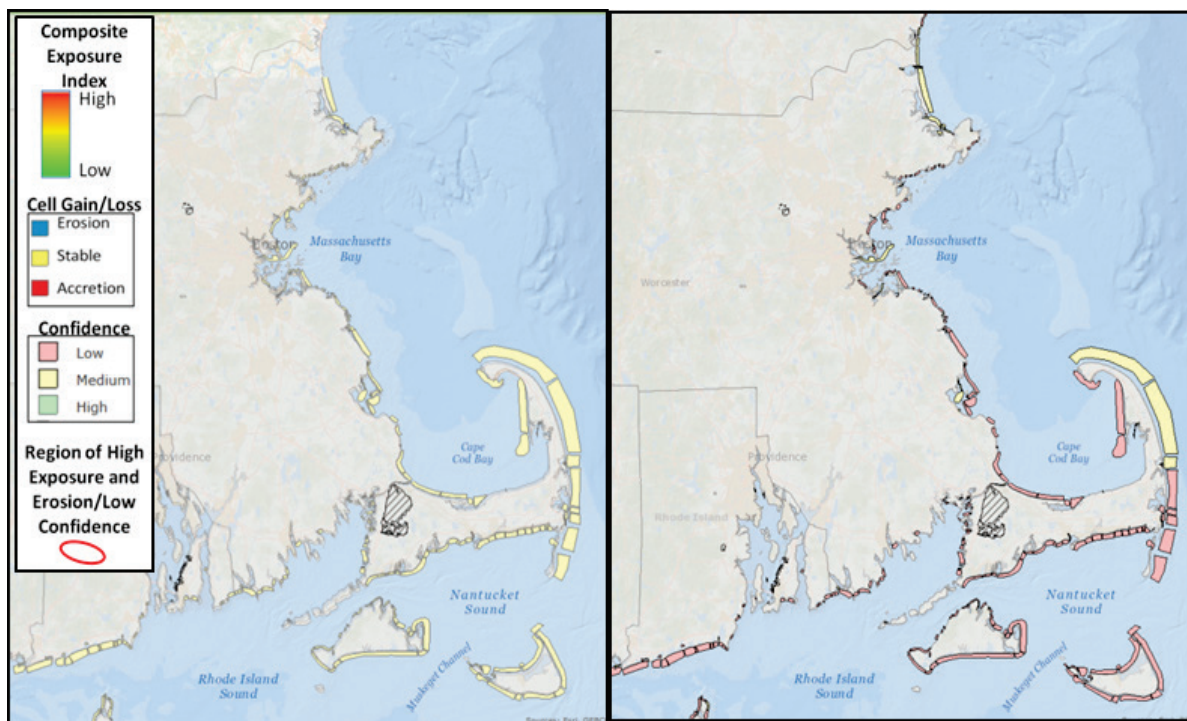 Composite
Exposure
Index
High
Low
Cell Gain/Loss
Erosion
Stable
Accretion
Confidence
Low
Medium
High
Region of High
Exposure and
Erosion/Low
Confidence
Boston
Massachusetts
Bay
Cape
Cod Bay
Providence
Nantucket
Sound
Rhode Island
Sound
Muskeget Channel
Boston
Massachusetts
Bay
Worcester
Cape
Cod Bay
Providence
Rhode Island
Nantucket
Sound
Rhode Island
Sound
Muskeget Channel